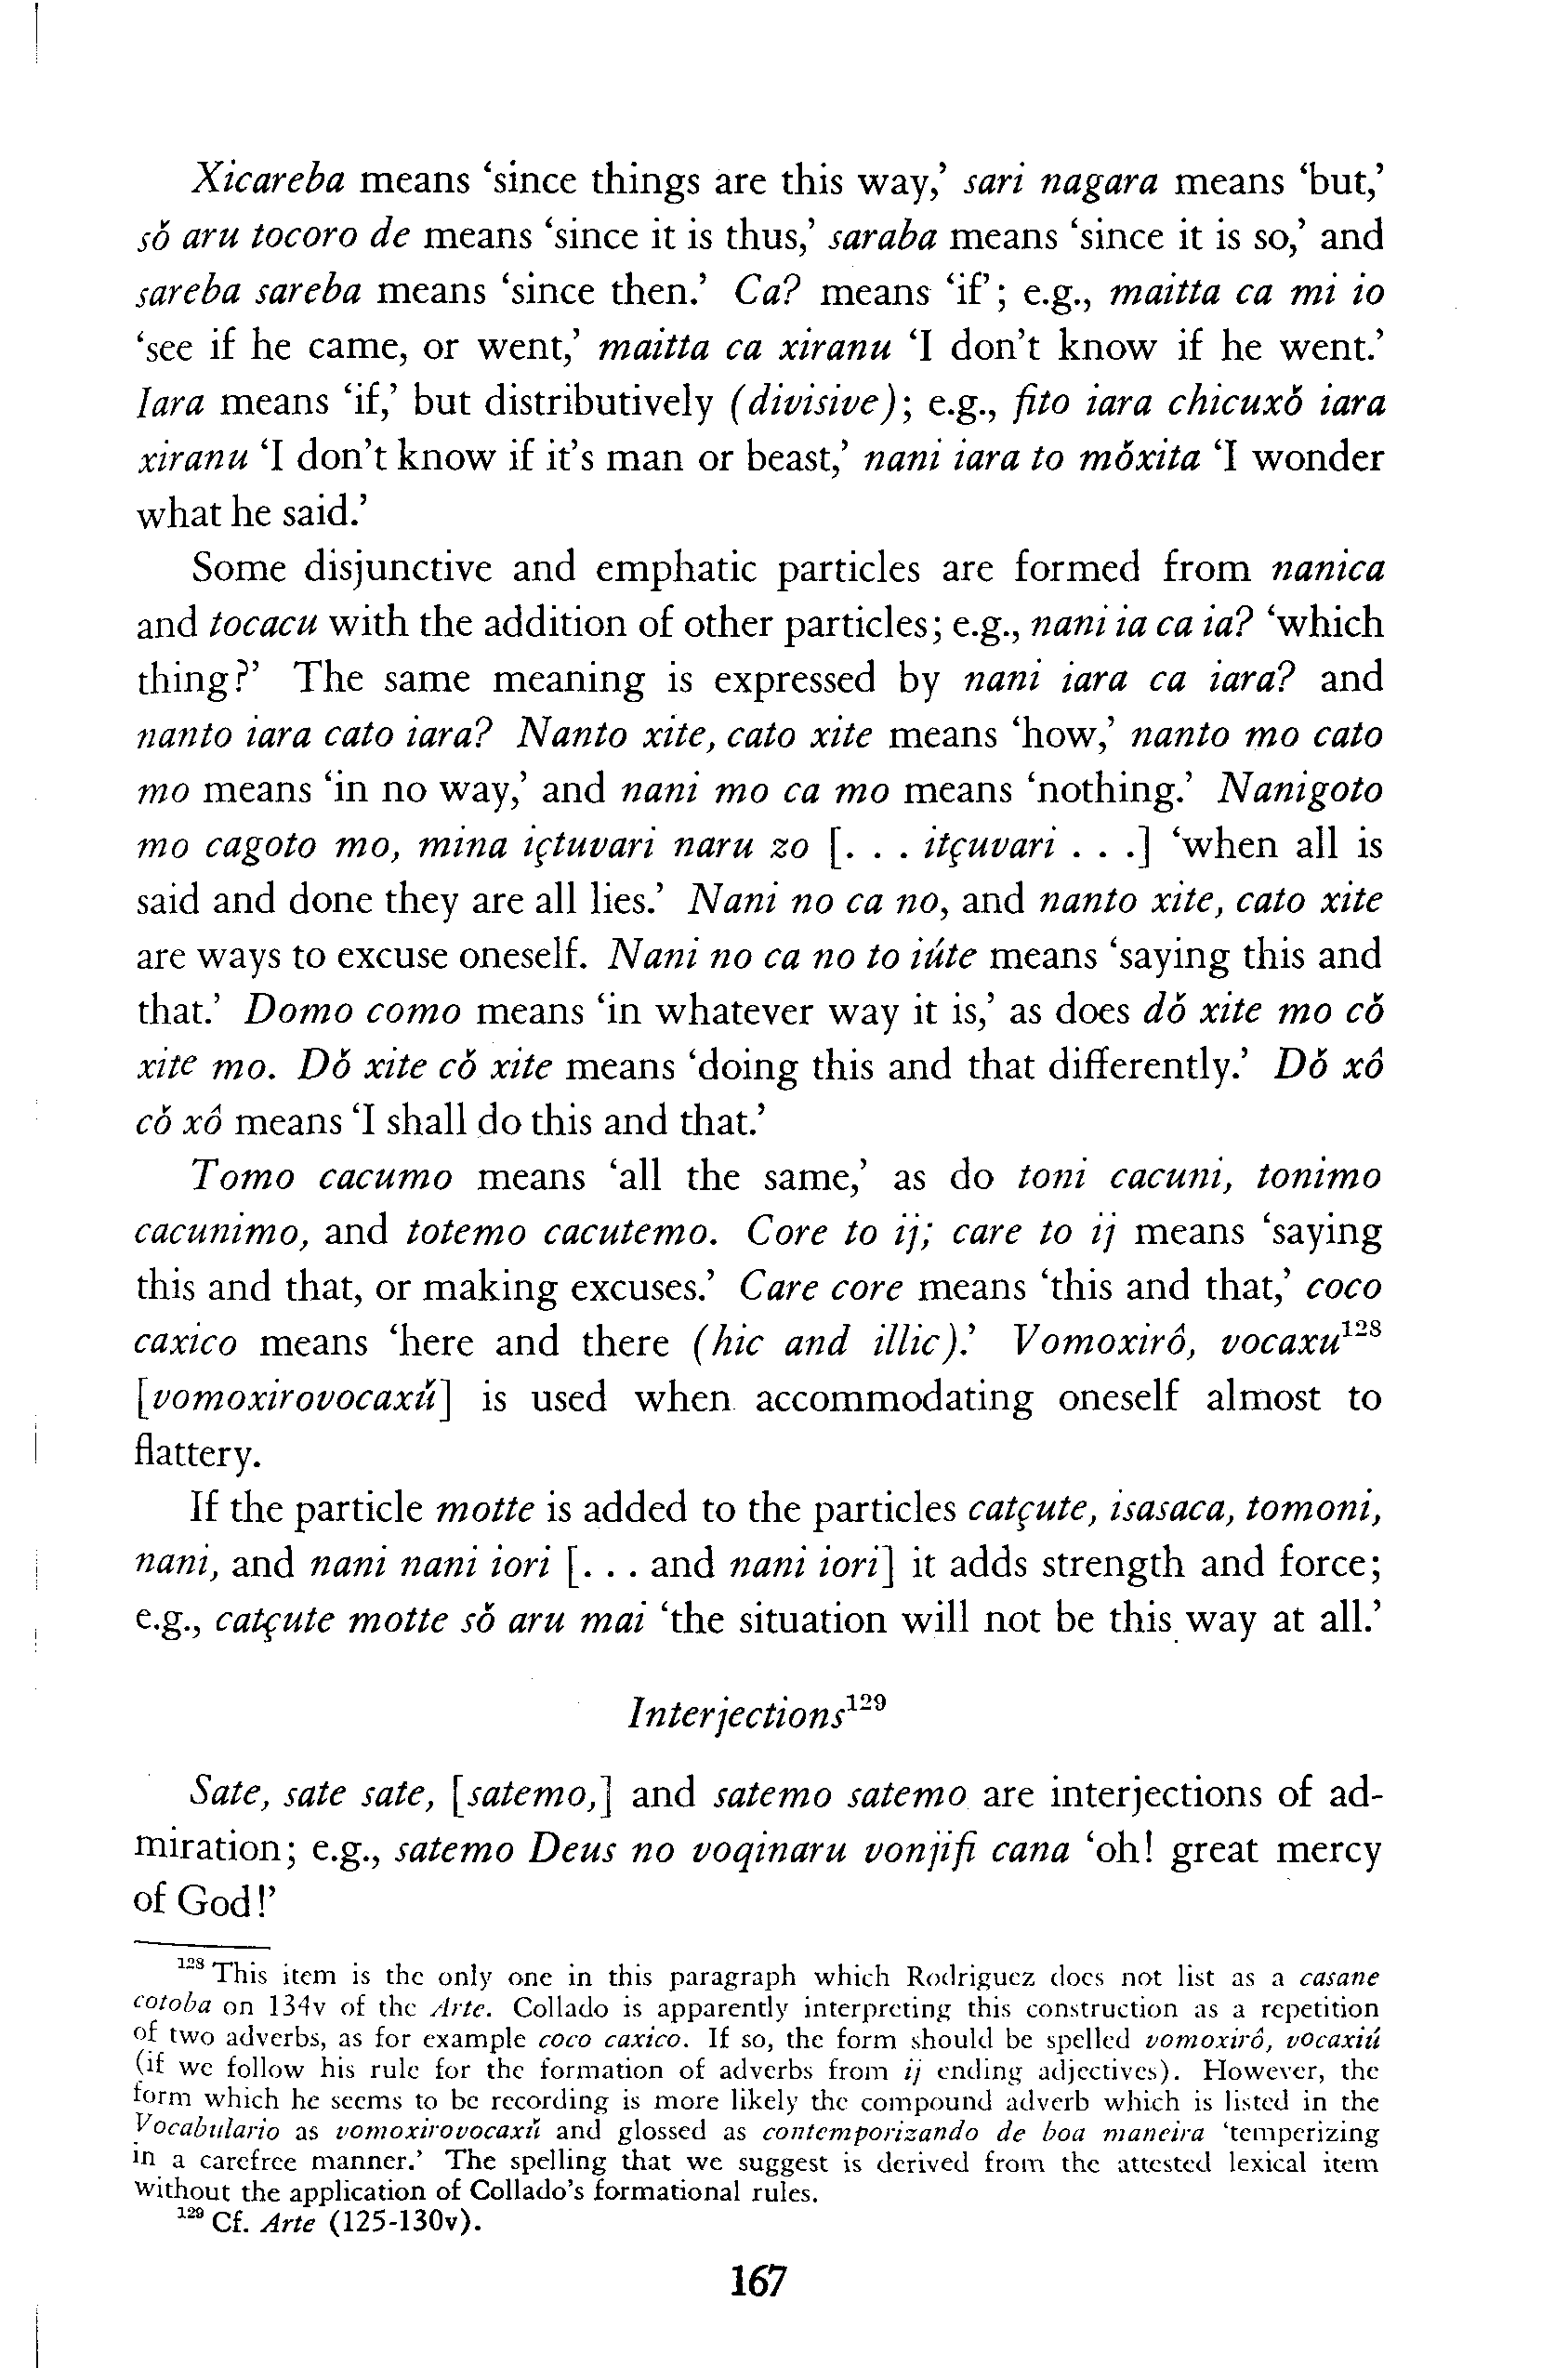 Xicareba means ‘since things are this way,’ sari nagara means ‘but,’
sǒ aru tocoro de means ‘since it is thus,’ saraba means ‘since it is so,’ and
sareba sareba means ‘since then.’ Ca? means ‘if’; e.g., maitta ca mi io
‘see if he came, or went,’ maitta ca xiranu ‘I don’t know if he went.’
Iara means ‘if,’ but distributively (divisive); e.g., fito iara chicuxǒ iara
xiranu ‘I don’t know if it’s man or beast,’ nani iara to mǒxita ‘I wonder
what he said.’
Some disjunctive and emphatic particles are formed from nanica
and tocacu with the addition of other particles; e.g., nani ia ca ia? ‘which
thing?’ The same meaning is expressed by nani iara ca iara? and
nanto iara cato iara? Nanto xite, cato xite means ‘how,’ nanto mo cato
mo means ‘in no way,’ and nani mo ca mo means ‘nothing.’ Nanigoto
mo cagoto mo, mina içtuvari naru zo [. . . itçuvari . . .] ‘when all is
said and done they are all lies.’ Nani no ca no, and nanto xite, cato xite
are ways to excuse oneself. Nani no ca no to iúte means ‘saying this and
that.’ Domo como means ‘in whatever way it is,’ as does dǒ xite mo cǒ
xite mo. Dǒ xite cǒ xite means ‘doing this and that differently.’ Dǒ xô
cǒ xô means ‘I shall do this and that.’
Tomo cacumo means ‘all the same,’ as do toni cacuni, tonimo
cacunimo, and totemo cacutemo. Core to ij; care to ij means ‘saying
this and that, or making excuses.’ Care core means ‘this and that,’ coco
caxico means ‘here and there (hic and illic).’ Vomoxirô, vocaxu128
[vomoxirovocaxǔ] is used when accommodating oneself almost to
flattery.
If the particle motte is added to the particles catçute, isasaca, tomoni,
nani, and nani nani iori [. . . and nani iori] it adds strength and force;
e.g., catçute motte sǒ aru mai ‘the situation will not be this way at all.’
Interjections129
Sate, sate sate, [satemo,] and satemo satemo are interjections of ad-
miration; e.g., satemo Deus no voqinaru vonjifi cana ‘oh! great mercy
of God!’
128 This item is the only one in this paragraph which Rodriguez does not list as a casane
cotoba on 134v of the Arte. Collado is apparently interpreting this construction as a repetition
of two adverbs, as for example coco caxico. If so, the form should be spelled vomoxirô, vocaxiú
(if we follow his rule for the formation of adverbs from ij ending adjectives). However, the
form which he seems to be recording is more likely the compound adverb which is listed in the
Vocabulario as vomoxirovocaxǔ and glossed as contemporizando de boa maneira ‘temperizing
in a carefree manner.’ The spelling that we suggest is derived from the attested lexical item
without the application of Collado’s formational rules.
129 Cf. Arte (125-130v).
167